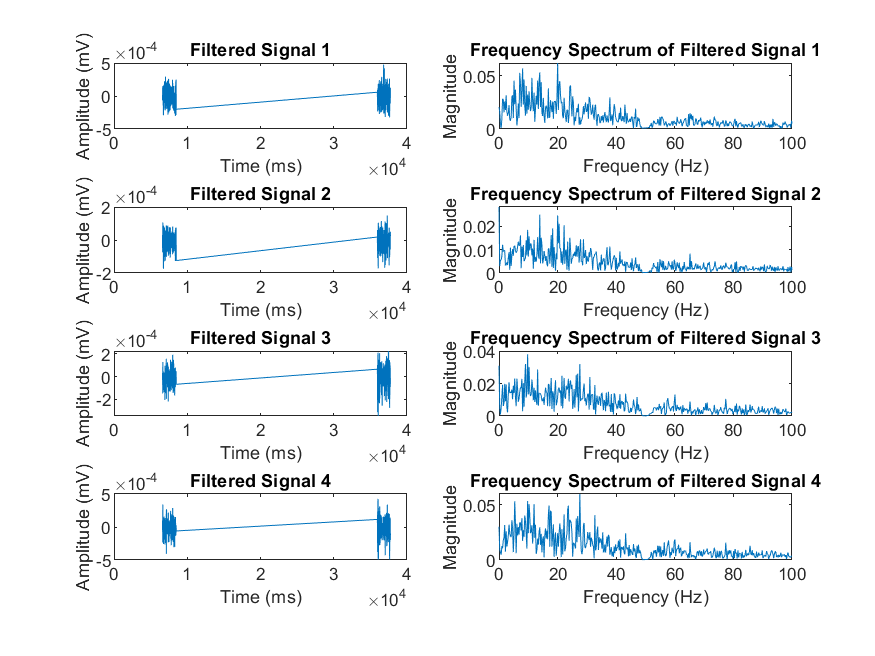 Filtered Signal 1
×10⁻⁴
Amplitude (mV)
5
0
-5
0 1 2 3 4
Time (ms)
×10⁴
Frequency Spectrum of Filtered Signal 1
Magnitude
0.05
0
0 20 40 60 80 100
Frequency (Hz)
Filtered Signal 2
×10⁻⁴
Amplitude (mV)
2
0
-2
0 1 2 3 4
Time (ms)
×10⁴
Frequency Spectrum of Filtered Signal 2
Magnitude
0.02
0.01
0
0 20 40 60 80 100
Frequency (Hz)
Filtered Signal 3
×10⁻⁴
Amplitude (mV)
2
0
-2
0 1 2 3 4
Time (ms)
×10⁴
Frequency Spectrum of Filtered Signal 3
Magnitude
0.04
0.02
0
0 20 40 60 80 100
Frequency (Hz)
Filtered Signal 4
×10⁻⁴
Amplitude (mV)
5
0
-5
0 1 2 3 4
Time (ms)
×10⁴
Frequency Spectrum of Filtered Signal 4
Magnitude
0.05
0
0 20 40 60 80 100
Frequency (Hz)